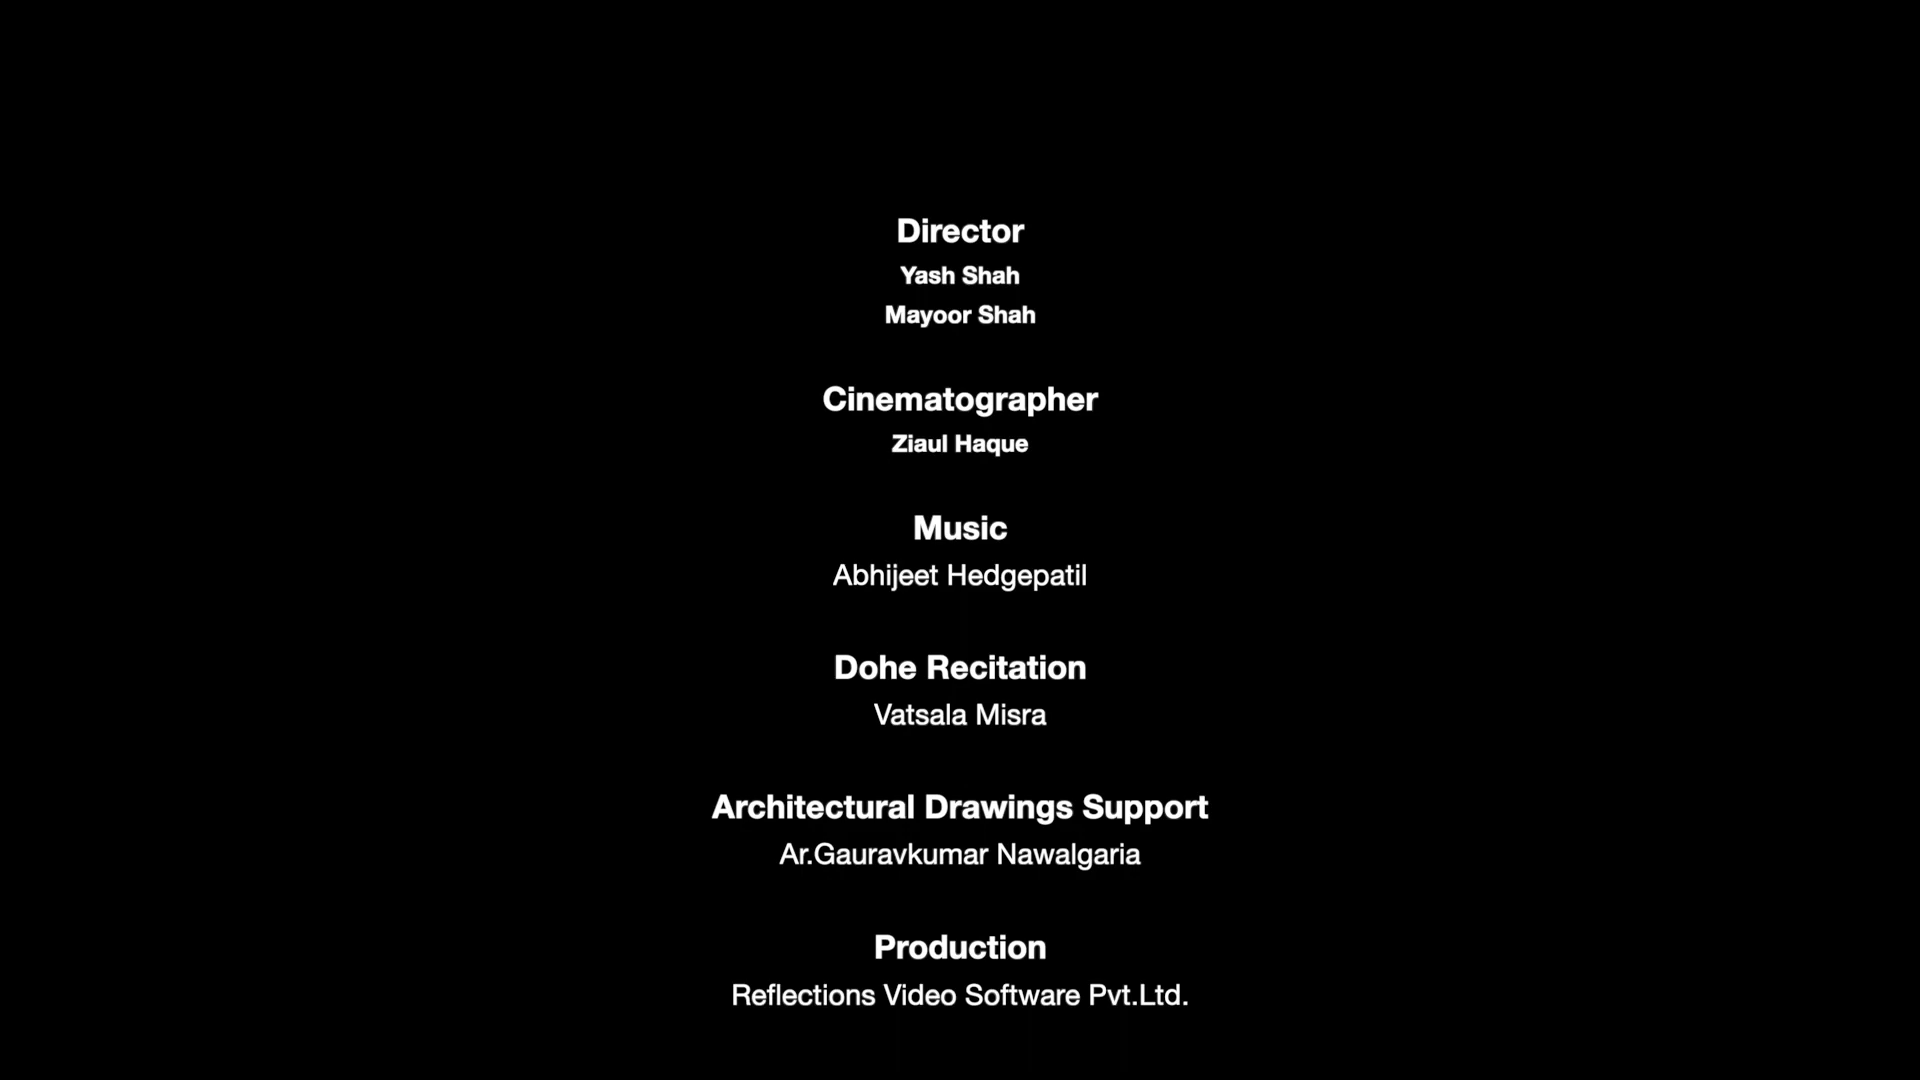 Director
Yash Shah
Mayoor Shah
Cinematographer
Ziaul Haque
Music
Abhijeet Hedgepatil
Dohe Recitation
Vatsala Misra
Architectural Drawings Support
Ar.Gauravkumar Nawalgaria
Production
Reflections Video Software Pvt.Ltd.